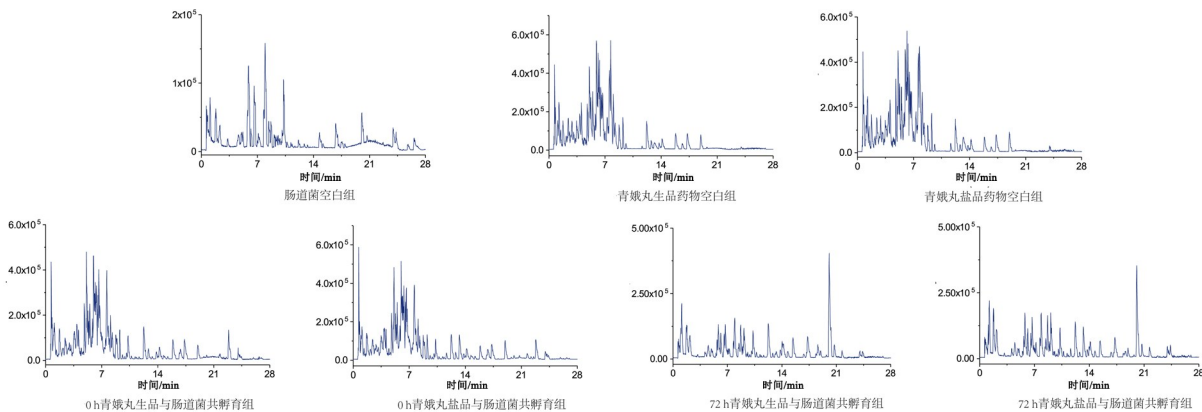 2x10⁵
1x10⁵
0
0
7
14
21
28
时间/min
肠道菌空白组
6.0x10⁵
4.0x10⁵
2.0x10⁵
0.0
0
7
14
21
28
时间/min
青娥丸生品药物空白组
6.0x10⁵
4.0x10⁵
2.0x10⁵
0.0
0
7
14
21
28
时间/min
青娥丸盐品药物空白组
6.0x10⁵
4.0x10⁵
2.0x10⁵
0.0
0
7
14
21
28
时间/min
0 h青娥丸生品与肠道菌共孵育组
6.0x10⁵
4.0x10⁵
2.0x10⁵
0.0
0
7
14
21
28
时间/min
0 h青娥丸盐品与肠道菌共孵育组
5.00x10⁵
2.50x10⁵
0.00
0
7
14
21
28
时间/min
72 h青娥丸生品与肠道菌共孵育组
5.00x10⁵
2.50x10⁵
0.00
0
7
14
21
28
时间/min
72 h青娥丸盐品与肠道菌共孵育组